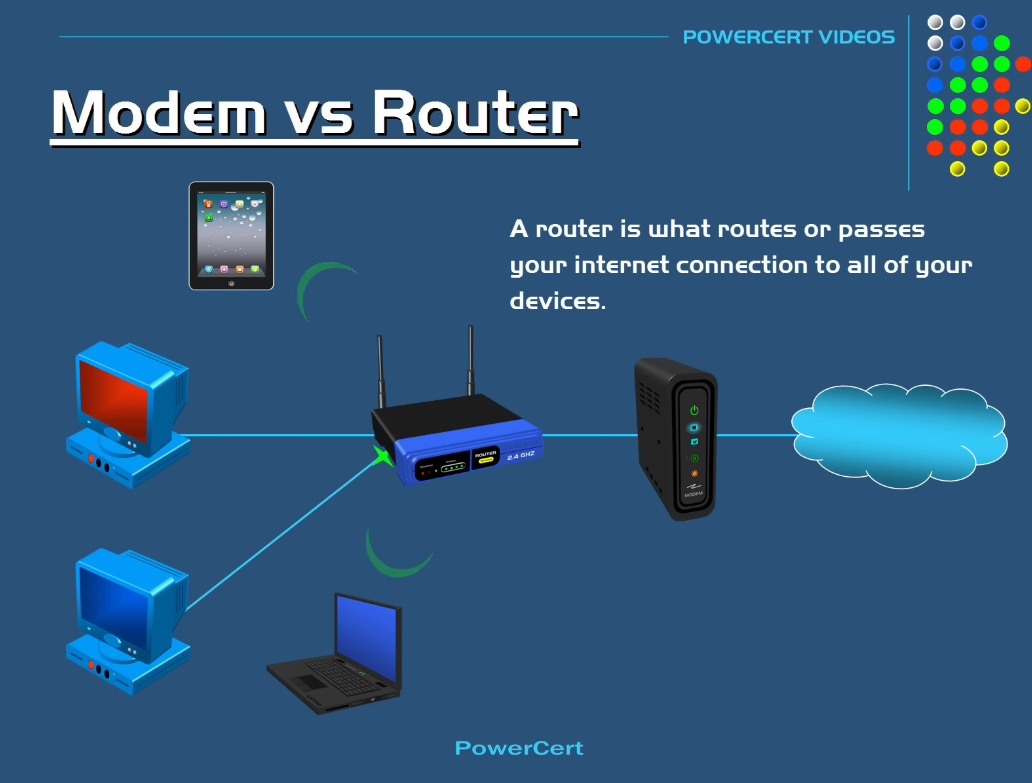 POWERCERT VIDEOS
Modem vs Router
A router is what routes or passes
your internet connection to all of your
devices.
ROUTER
2.4 GHZ
MODEM
PowerCert